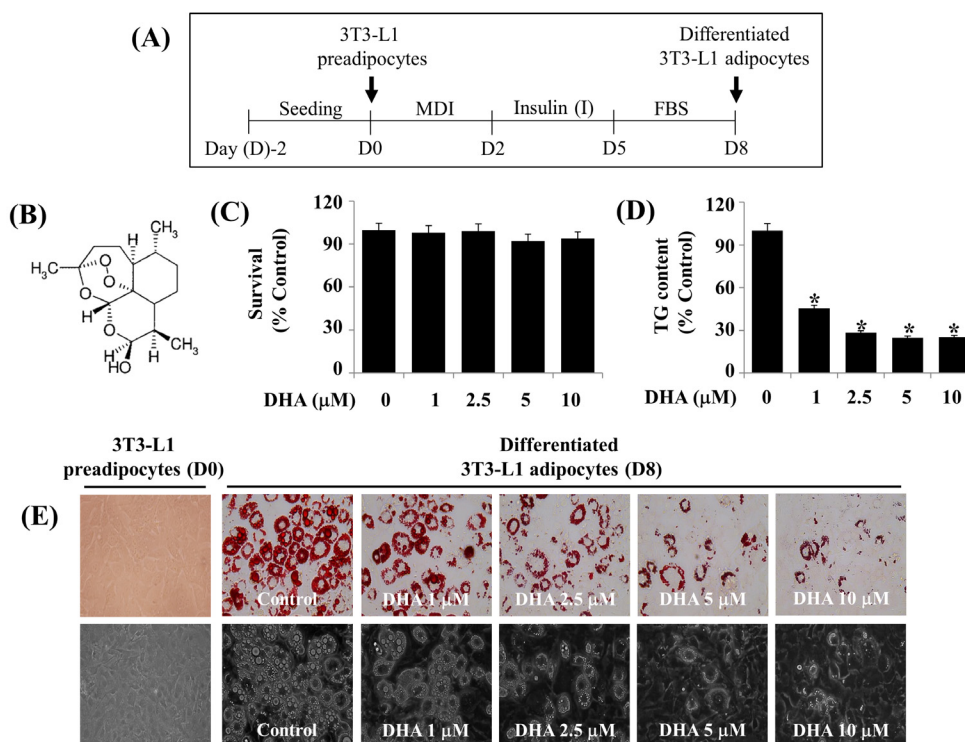 (A)
3T3-L1
preadipocytes
Differentiated
3T3-L1 adipocytes
Seeding
MDI
Insulin (I)
FBS
Day (D)-2
D0
D2
D5
D8
(B)
CH3
H
H3C
O
O
O
H
O
H
H
CH3
HO
(C)
Survival
(% Control)
120
90
60
30
0
DHA (μM) 0 1 2.5 5 10
(D)
TG content
(% Control)
120
90
60
30
0
* * * *
DHA (μM) 0 1 2.5 5 10
3T3-L1
preadipocytes (D0)
Differentiated
3T3-L1 adipocytes (D8)
(E)
Control DHA 1 μM DHA 2.5 μM DHA 5 μM DHA 10 μM
Control DHA 1 μM DHA 2.5 μM DHA 5 μM DHA 10 μM